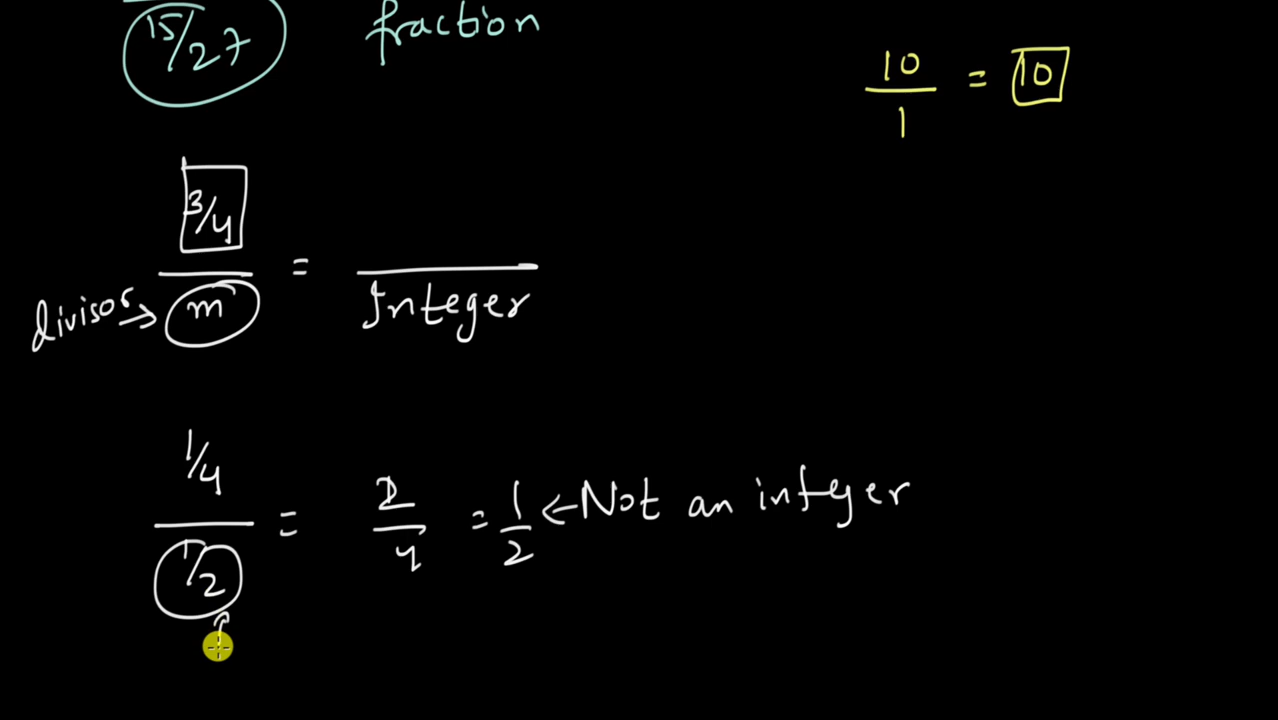 15/27 fraction
10/1 = 10
3/4
divisor → m = Integer
1/4
1/2 = 2/4 = 1/2 ← Not an integer